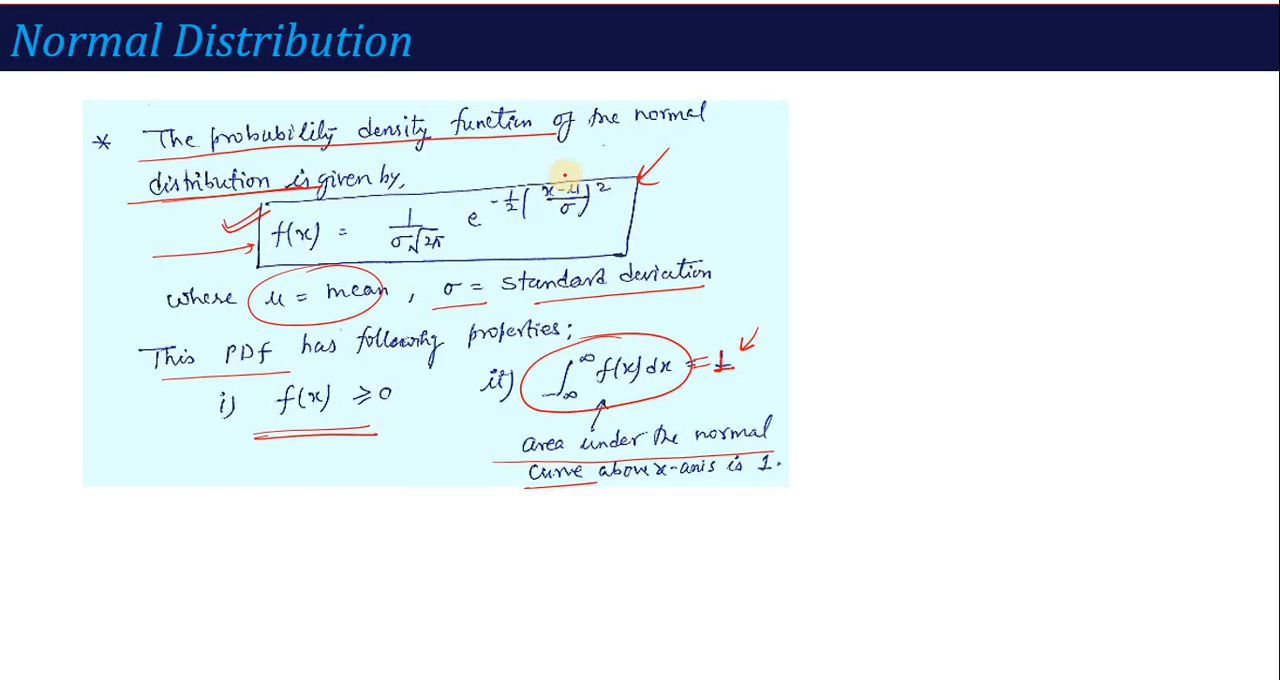 Normal Distribution
* The probability density function of the normal
distribution is given by,
f(x) = 1/(σ√2π) e^(-1/2((x-μ)/σ)^2)
where μ = mean, σ = standard deviation
This PDf has following properties;
i) f(x) ≥ 0 ii) ∫_{-∞}^{∞} f(x) dx = 1
area under the normal
curve above x-axis is 1.